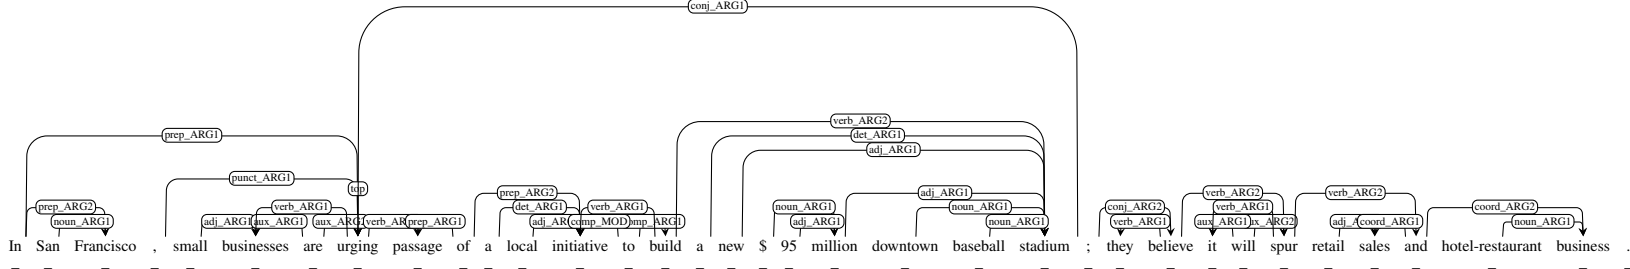 conj_ARG1
verb_ARG2
prep_ARG1 det_ARG1
adj_ARG1
punct_ARG1
top
prep_ARG2 adj_ARG1 verb_ARG2 verb_ARG2
prep_ARG2 verb_ARG1 det_ARG1 verb_ARG1 noun_ARG1 noun_ARG1 conj_ARG2 verb_ARG1 coord_ARG2
noun_ARG1 adj_ARG1 aux_ARG1 prep_ARG1 comp_MOD adj_ARG1 noun_ARG1 verb_ARG1 aux_ARG1 coord_ARG1 noun_ARG1
In San Francisco , small businesses are urging passage of a local initiative to build a new $ 95 million downtown baseball stadium ; they believe it will spur retail sales and hotel-restaurant business .